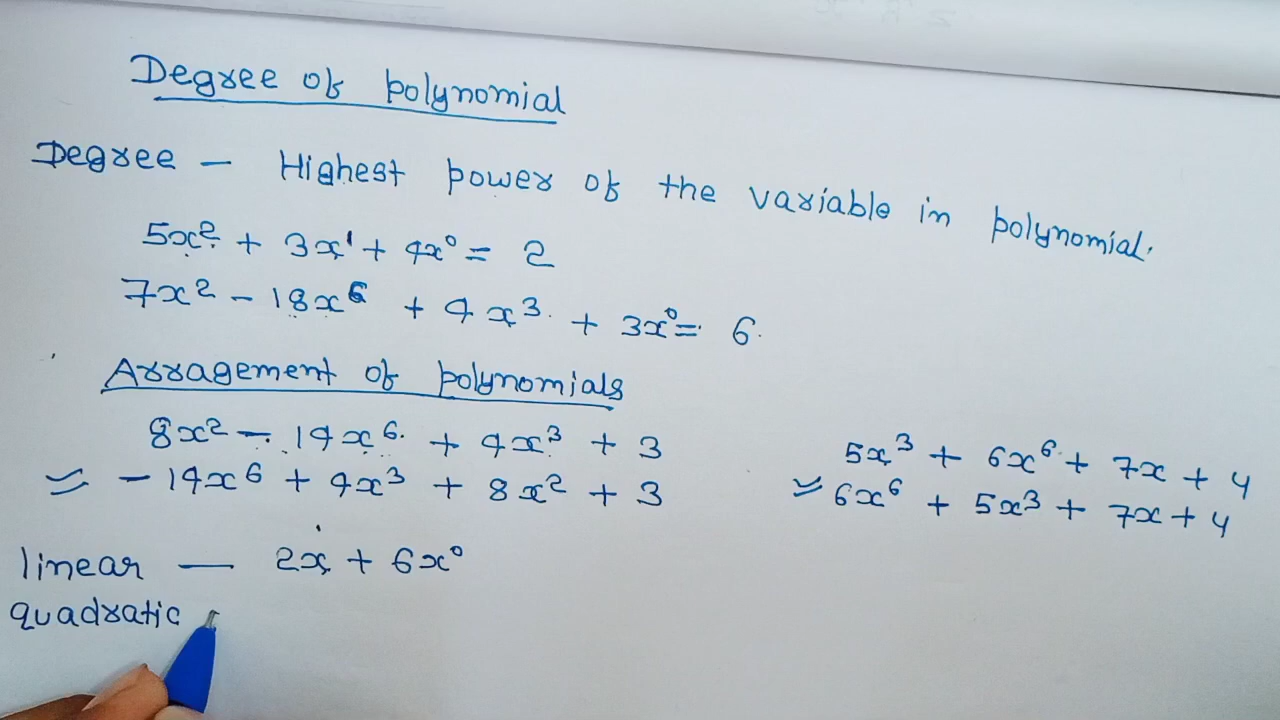 Degree of polynomial
Degree — Highest power of the variable in polynomial.
5x² + 3x¹ + 4x⁰ = 2
7x² - 18x⁶ + 4x³ + 3x⁰ = 6.
Arragement of polynomials
8x² - 14x⁶ + 4x³ + 3
≈ - 14x⁶ + 4x³ + 8x² + 3
5x³ + 6x⁶ + 7x + 4
≈ 6x⁶ + 5x³ + 7x + 4
linear — 2x + 6x⁰
quadratic